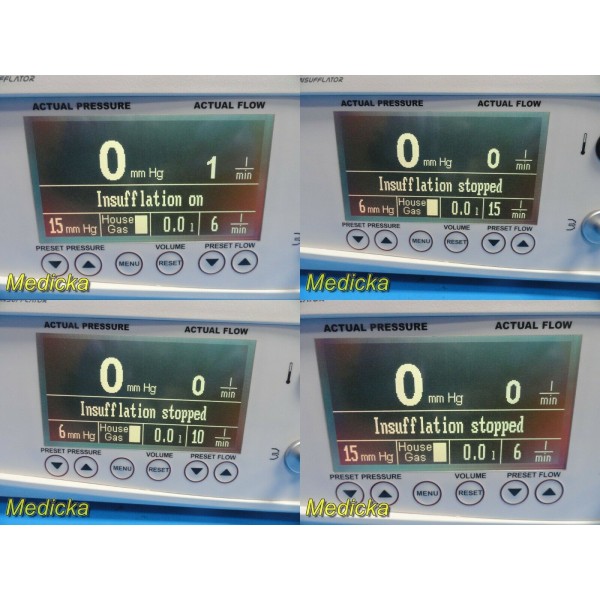 INSUFFLATOR
ACTUAL PRESSURE ACTUAL FLOW
0 mm Hg 1 l/min
Insufflation on
15 mm Hg House Gas 0.0 l 6 l/min
PRESET PRESSURE VOLUME PRESET FLOW
MENU RESET
Medicka
INSUFFLATOR
ACTUAL PRESSURE ACTUAL FLOW
0 mm Hg 0 l/min
Insufflation stopped
6 mm Hg House Gas 0.0 l 15 l/min
PRESET PRESSURE VOLUME PRESET FLOW
MENU RESET
Medicka
INSUFFLATOR
ACTUAL PRESSURE ACTUAL FLOW
0 mm Hg 0 l/min
Insufflation stopped
6 mm Hg House Gas 0.0 l 10 l/min
PRESET PRESSURE VOLUME PRESET FLOW
MENU RESET
Medicka
ACTUAL PRESSURE ACTUAL FLOW
0 mm Hg 0 l/min
Insufflation stopped
15 mm Hg House Gas 0.0 l 6 l/min
PRESET PRESSURE VOLUME PRESET FLOW
MENU RESET
Medicka